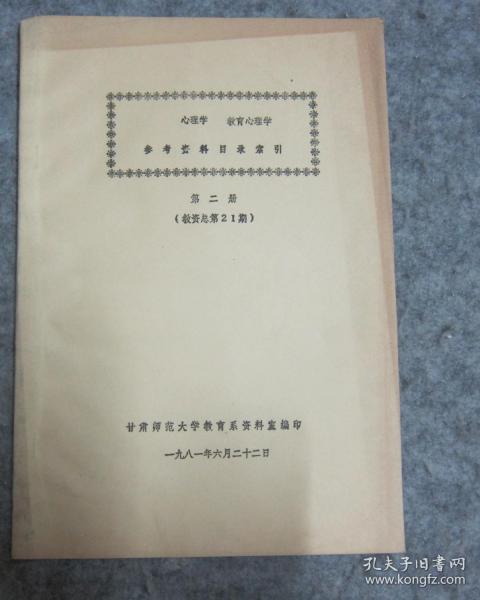 心理学 教育心理学
参考资料目录索引
第二册
(教资总第21期)
甘肃师范大学教育系资料室编印
一九八一年六月二十二日
孔夫子旧书网
www.kongfz.com